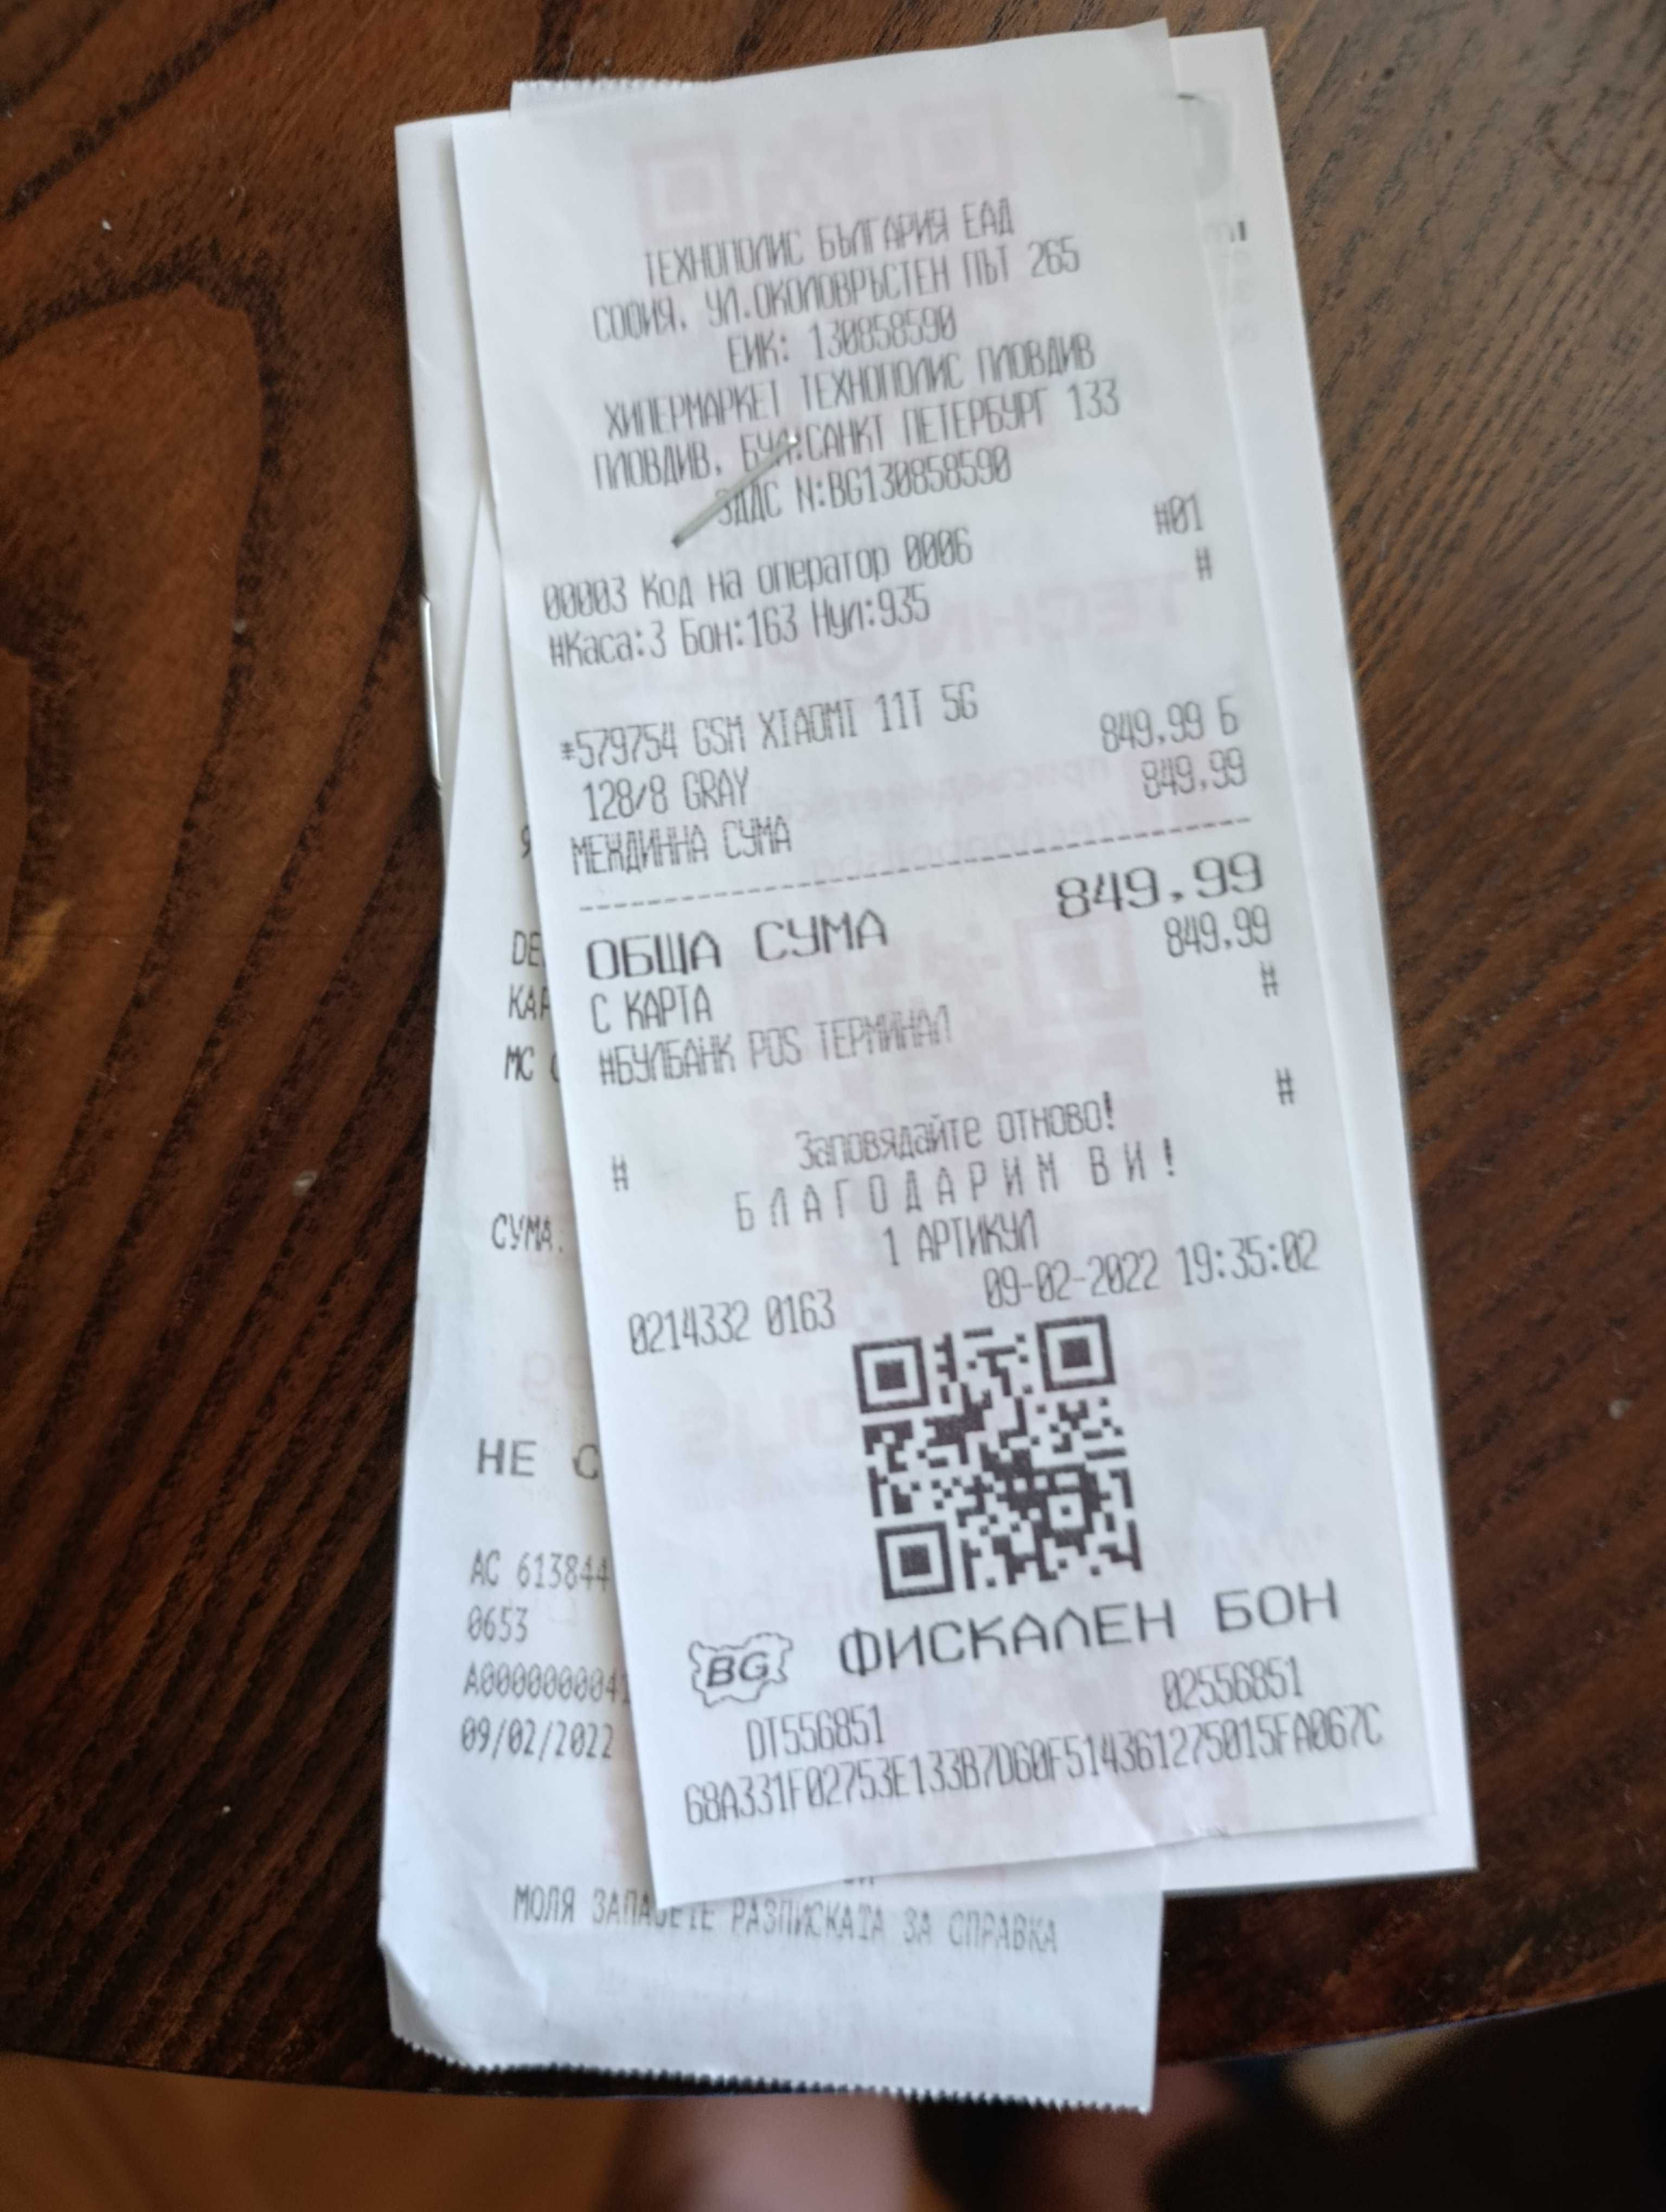 ТЕХНОПОЛИС БЪЛГАРИЯ ЕАД
СОФИЯ, УЛ.ОКОЛОВРЪСТЕН ПЪТ 265
ЕИК: 130858590
ХИПЕРМАРКЕТ ТЕХНОПОЛИС ПЛОВДИВ
ПЛОВДИВ, БУЛ.САНКТ ПЕТЕРБУРГ 133
ЗДДС N:BG130858590
00003 Код на оператор 0006 #01
#Каса:3 Бон:163 Нул:935 #
*579754 GSM XIAOMI 11T 5G
128/8 GRAY 849.99 Б
МЕЖДИННА СУМА 849.99
ОБЩА СУМА 849.99
С КАРТА 849.99
#БУЛБАНК POS ТЕРМИНАЛ #
# Заповядайте отново! #
БЛАГОДАРИМ ВИ!
1 АРТИКУЛ
0214332 0163 09-02-2022 19:35:02
BG ФИСКАЛЕН БОН
DT556851 02556851
68A331F02753E133B7D60F514361275015FA067C
DE
КАР
MC
СУМА.
НЕ С
AC 613844
0653
A000000004
09/02/2022
МОЛЯ ЗАПАЗЕТЕ РАЗПИСКАТА ЗА СПРАВКА